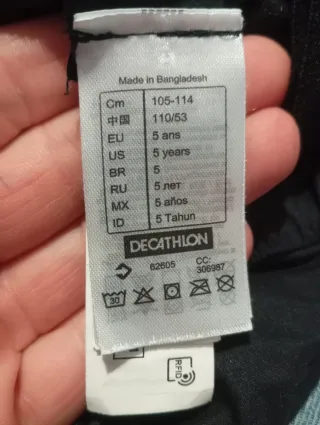 Made in Bangladesh
Cm 105-114
中国 110/53
EU 5 ans
US 5 years
BR 5
RU 5 лет
MX 5 años
ID 5 Tahun
DECATHLON
62605 CC: 306987
30
RFID